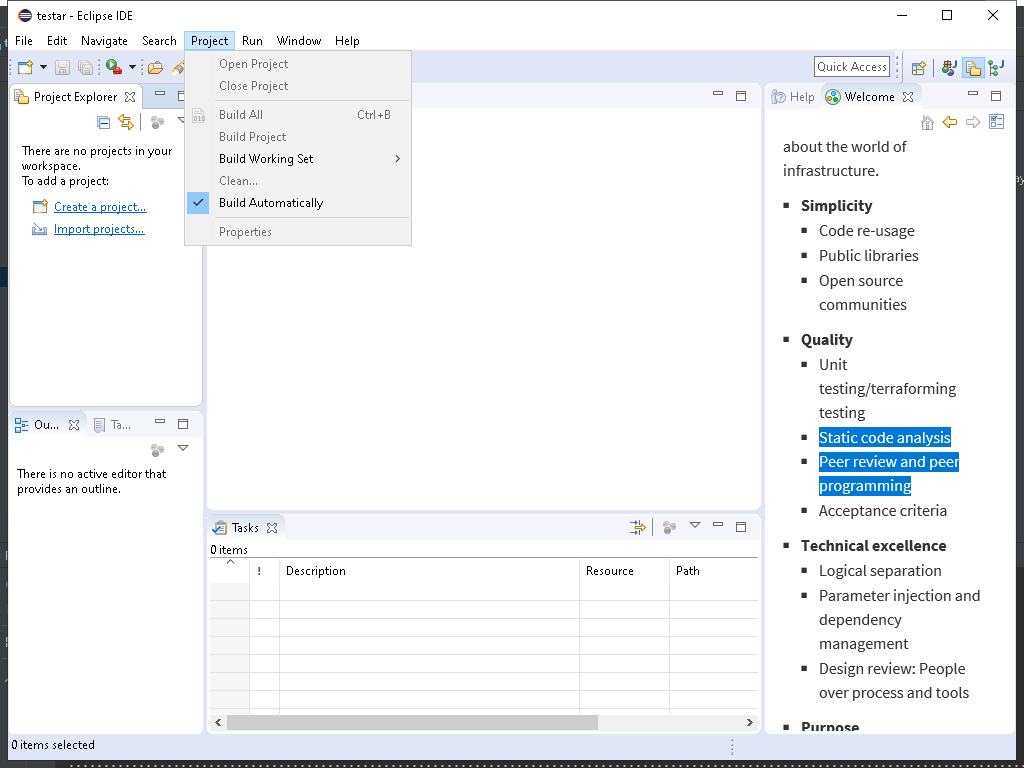 testar - Eclipse IDE
File Edit Navigate Search Project Run Window Help
Quick Access
Open Project
Close Project
Build All Ctrl+B
Build Project
Build Working Set
Clean...
Build Automatically
Properties
Project Explorer
There are no projects in your
workspace.
To add a project:
Create a project...
Import projects...
Ou... Ta...
There is no active editor that
provides an outline.
Tasks
0 items
! Description Resource Path
Help Welcome
about the world of
infrastructure.
Simplicity
Code re-usage
Public libraries
Open source
communities
Quality
Unit
testing/terraforming
testing
Static code analysis
Peer review and peer
programming
Acceptance criteria
Technical excellence
Logical separation
Parameter injection and
dependency
management
Design review: People
over process and tools
Purpose
0 items selected